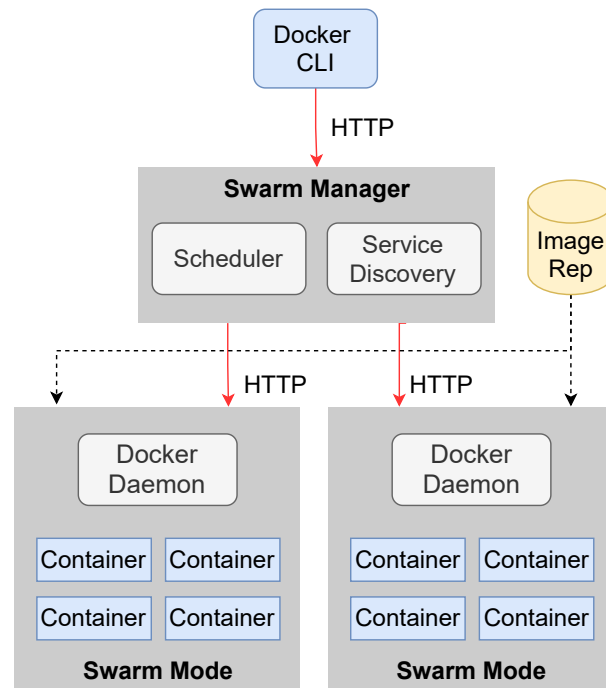 Docker
CLI
HTTP
Swarm Manager
Scheduler
Service
Discovery
Image
Rep
HTTP
HTTP
Docker
Daemon
Container
Container
Container
Container
Swarm Mode
Docker
Daemon
Container
Container
Container
Container
Swarm Mode